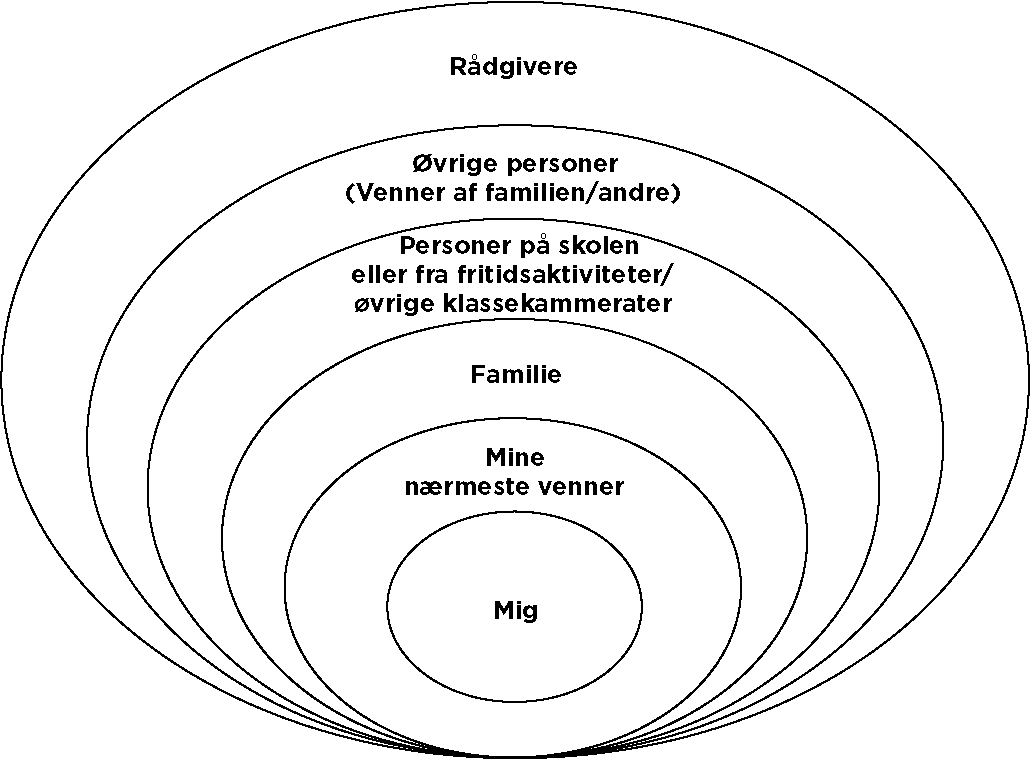 Rådgivere
Øvrige personer
(Venner af familien/andre)
Personer på skolen
eller fra fritidsaktiviteter/
øvrige klassekammerater
Familie
Mine
nærmeste venner
Mig